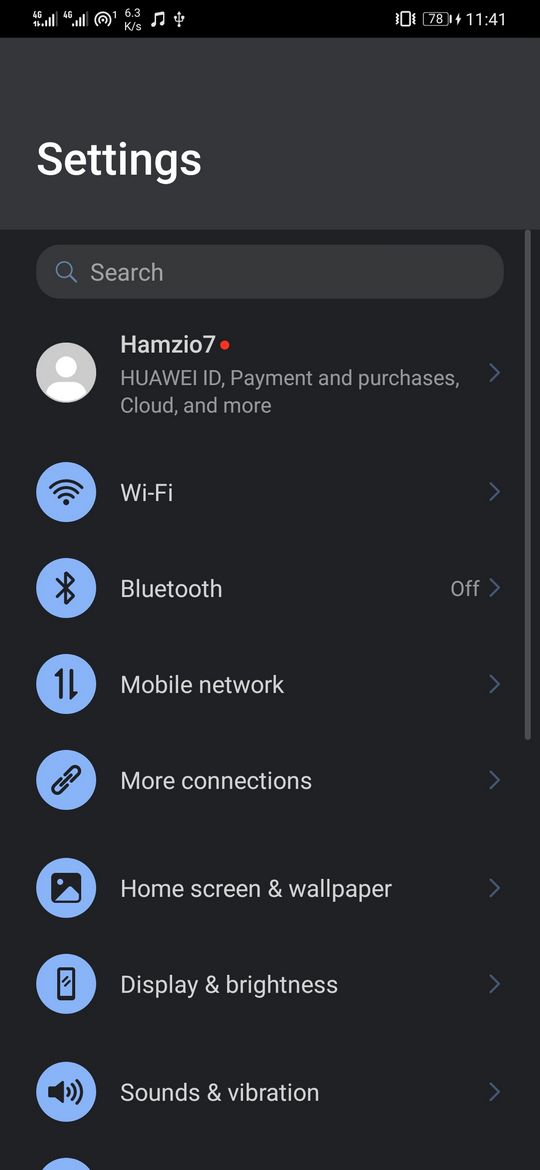 4G 4G 1 6.3 K/s 78 11:41
Settings
Search
Hamzio7
HUAWEI ID, Payment and purchases,
Cloud, and more
Wi-Fi
Bluetooth Off
Mobile network
More connections
Home screen & wallpaper
Display & brightness
Sounds & vibration